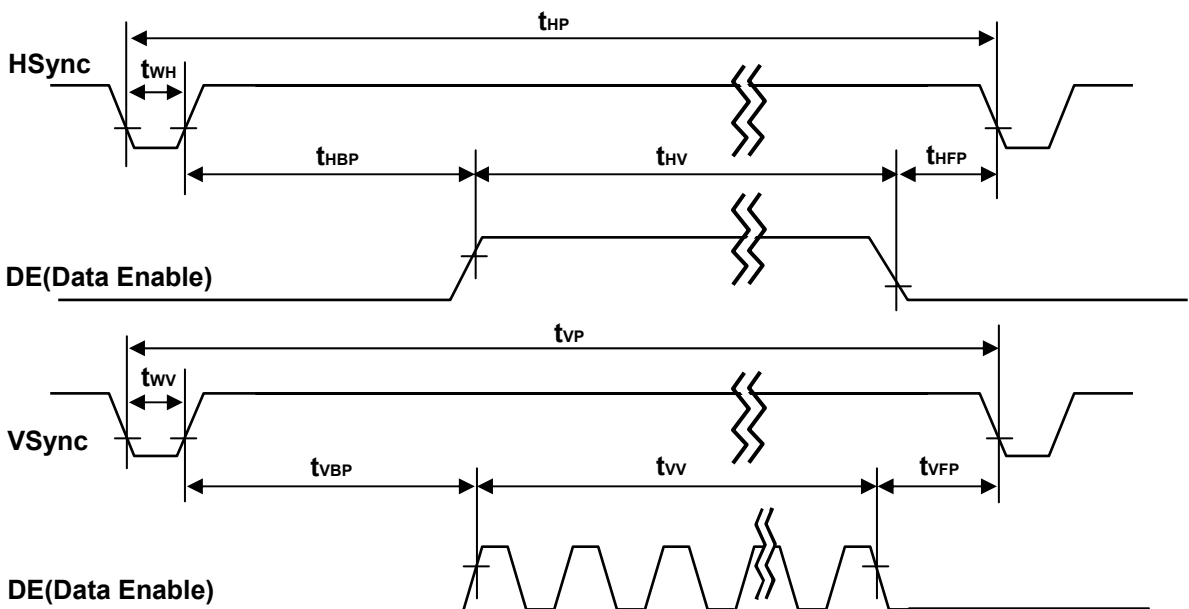 tHP
HSync
tWH
tHBP
tHV
tHFP
DE(Data Enable)
tVP
tWV
VSync
tVBP
tVV
tVFP
DE(Data Enable)